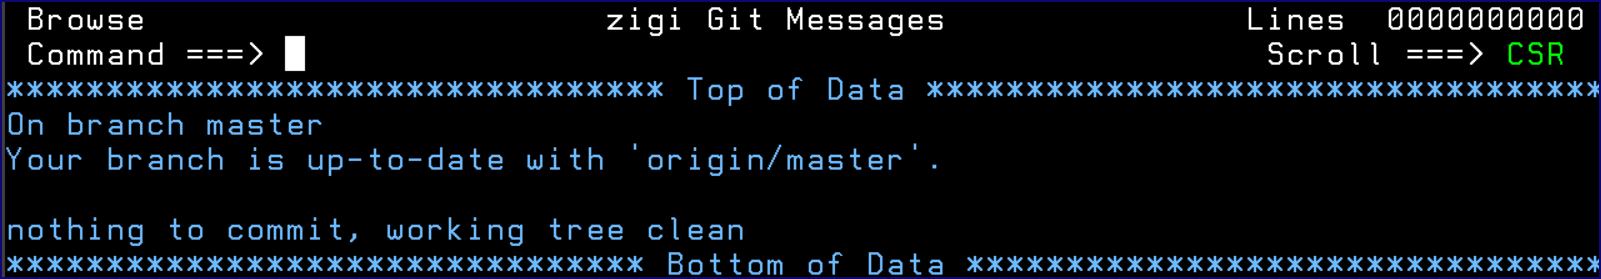 Browse zigi Git Messages Lines 0000000000
Command ===> Scroll ===> CSR
********************************* Top of Data **********************************
On branch master
Your branch is up-to-date with 'origin/master'.
nothing to commit, working tree clean
******************************** Bottom of Data ********************************